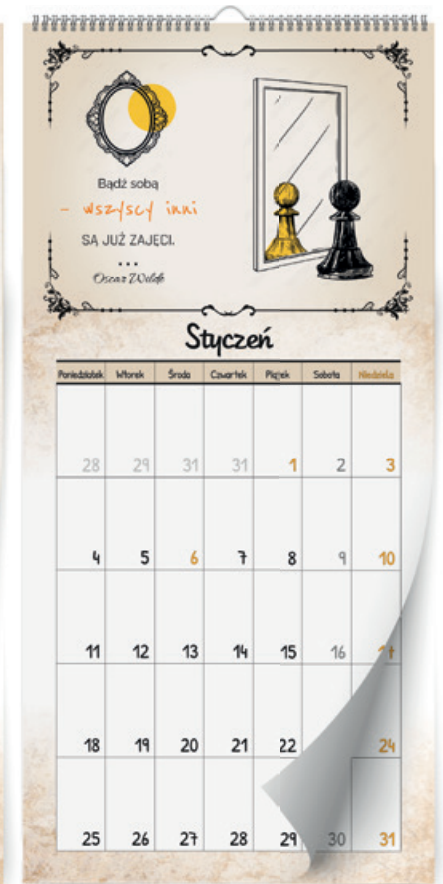 Bądź sobą
- wszyscy inni
SĄ JUŻ ZAJĘCI.
Oscar Wilde
Styczeń
Poniedziałek Wtorek Środa Czwartek Piątek Sobota Niedziela
28 29 31 31 1 2 3
4 5 6 7 8 9 10
11 12 13 14 15 16
18 19 20 21 22 24
25 26 27 28 29 30 31